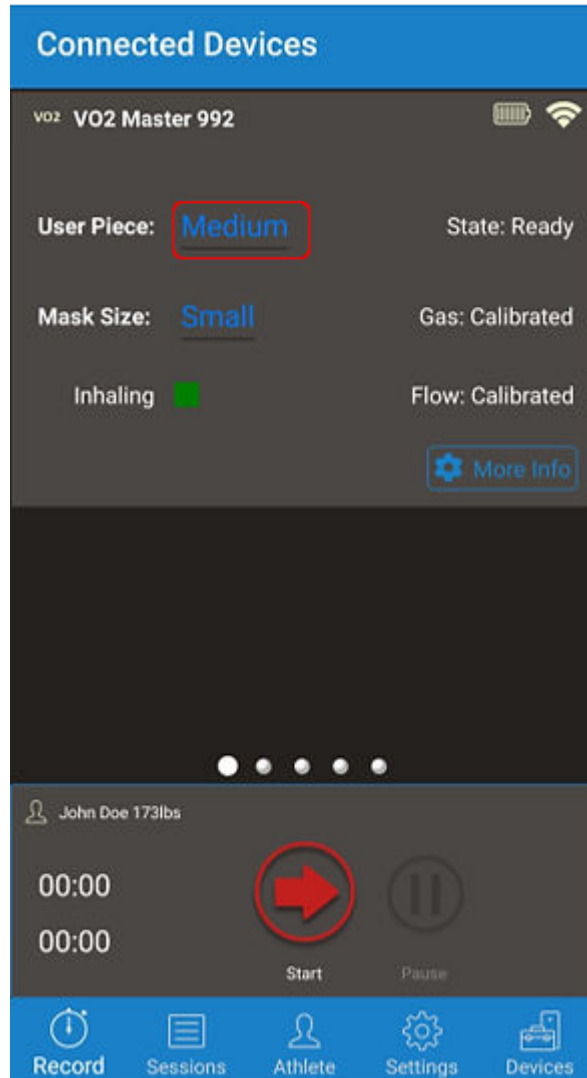 Connected Devices
VO2 VO2 Master 992
User Piece: Medium State: Ready
Mask Size: Small Gas: Calibrated
Inhaling Flow: Calibrated
More Info
John Doe 173lbs
00:00
00:00
Start Pause
Record Sessions Athlete Settings Devices